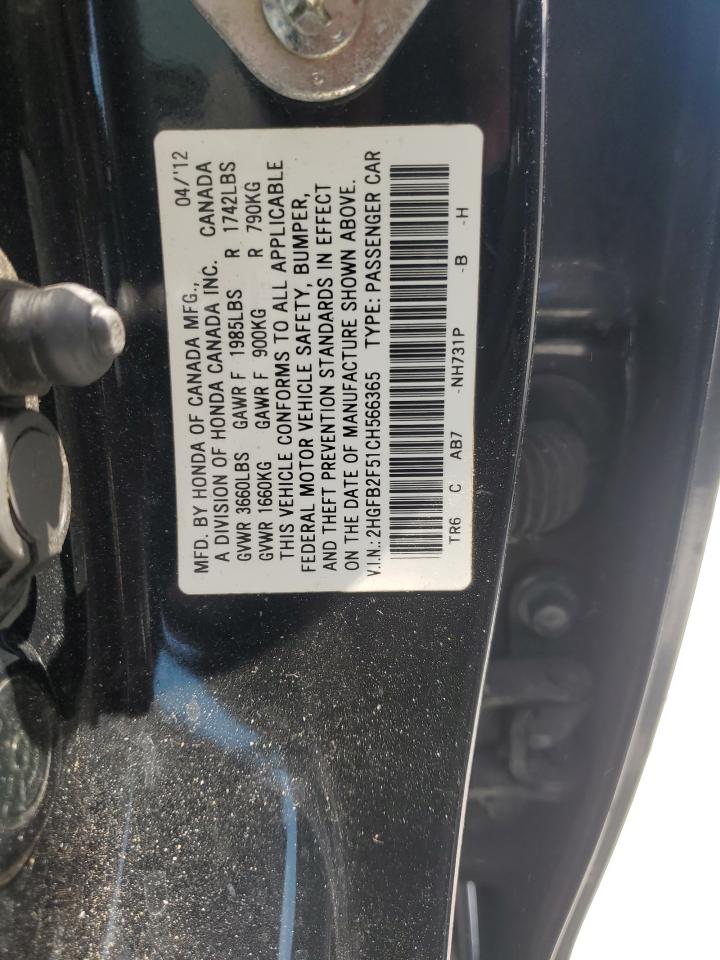 MFD. BY HONDA OF CANADA MFG., 04/'12
A DIVISION OF HONDA CANADA INC. CANADA
GVWR 3660LBS GAWR F 1985LBS R 1742LBS
GVWR 1660KG GAWR F 900KG R 790KG
THIS VEHICLE CONFORMS TO ALL APPLICABLE
FEDERAL MOTOR VEHICLE SAFETY, BUMPER,
AND THEFT PREVENTION STANDARDS IN EFFECT
ON THE DATE OF MANUFACTURE SHOWN ABOVE.
V.I.N.: 2HGFB2F51CH566365 TYPE: PASSENGER CAR
TR6 C AB7 -NH731P -B -H